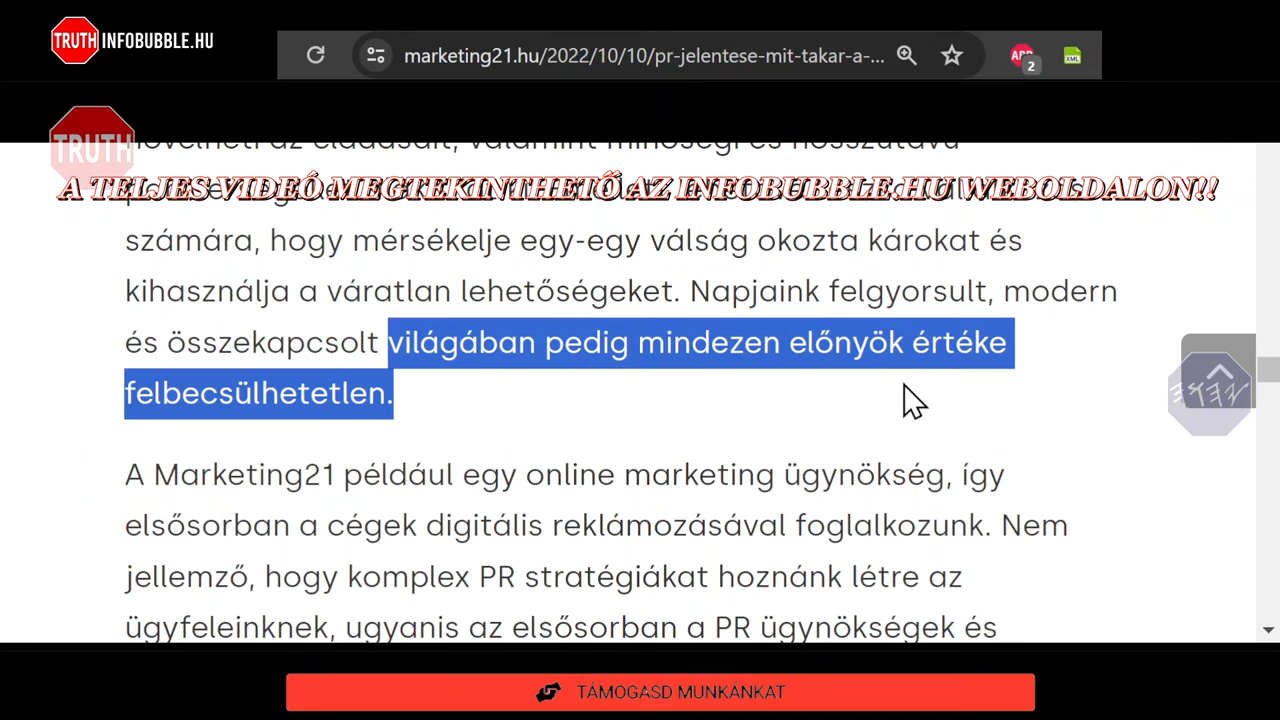 TRUTH INFOBUBBLE.HU
marketing21.hu/2022/10/10/pr-jelentese-mit-takar-a-...
2
TRUTH
A TELJES VIDEÓ MEGTEKINTHETŐ AZ INFOBUBBLE.HU WEBOLDALON!!
számára, hogy mérsékelje egy-egy válság okozta károkat és
kihasználja a váratlan lehetőségeket. Napjaink felgyorsult, modern
és összekapcsolt világában pedig mindezen előnyök értéke
felbecsülhetetlen.
A Marketing21 például egy online marketing ügynökség, így
elsősorban a cégek digitális reklámozásával foglalkozunk. Nem
jellemző, hogy komplex PR stratégiákat hoznánk létre az
ügyfeleinknek, ugyanis az elsősorban a PR ügynökségek és
TÁMOGASD MUNKÁNKAT